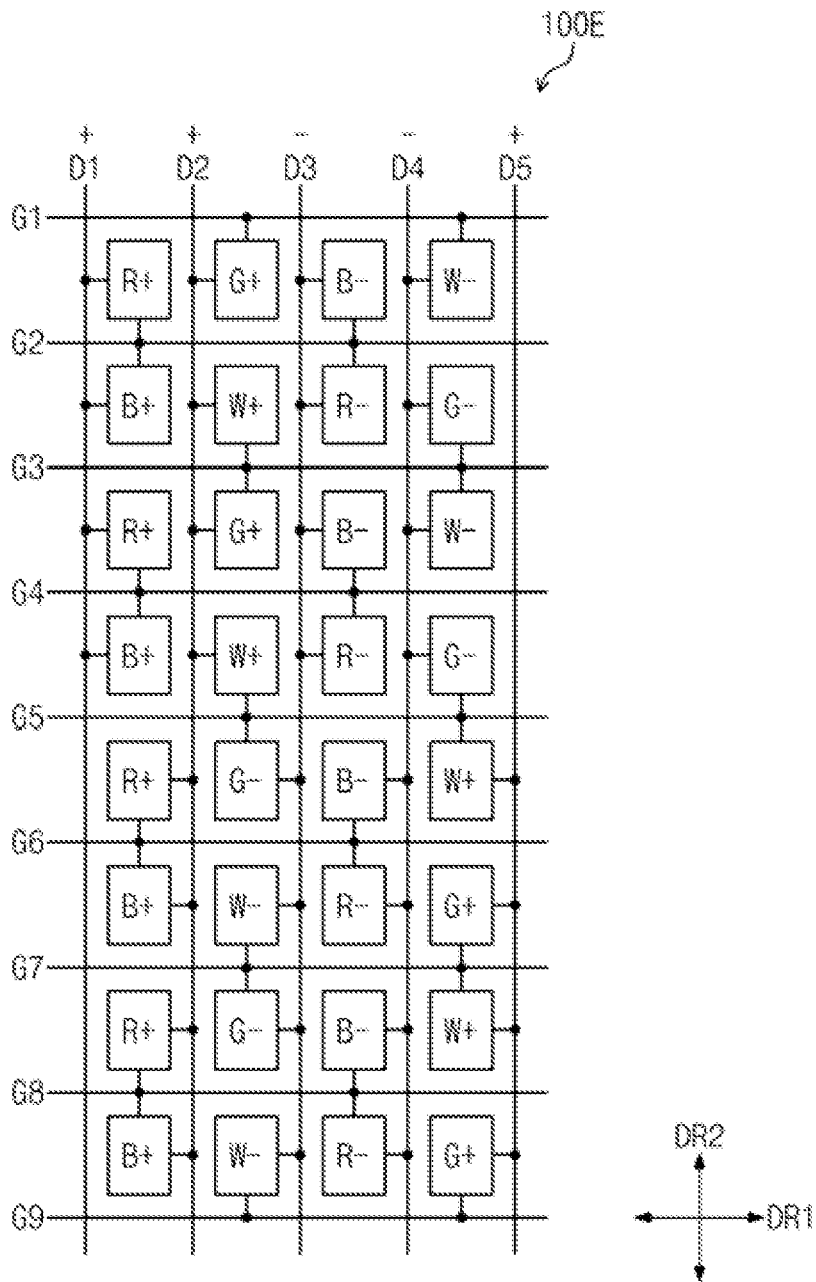 100E
+ + - - +
D1 D2 D3 D4 D5
G1
R+ G+ B- W-
G2
B+ W+ R- G-
G3
R+ G+ B- W-
G4
B+ W+ R- G-
G5
R+ G- B- W+
G6
B+ W- R- G+
G7
R+ G- B- W+
G8
B+ W- R- G+
G9
DR2
DR1